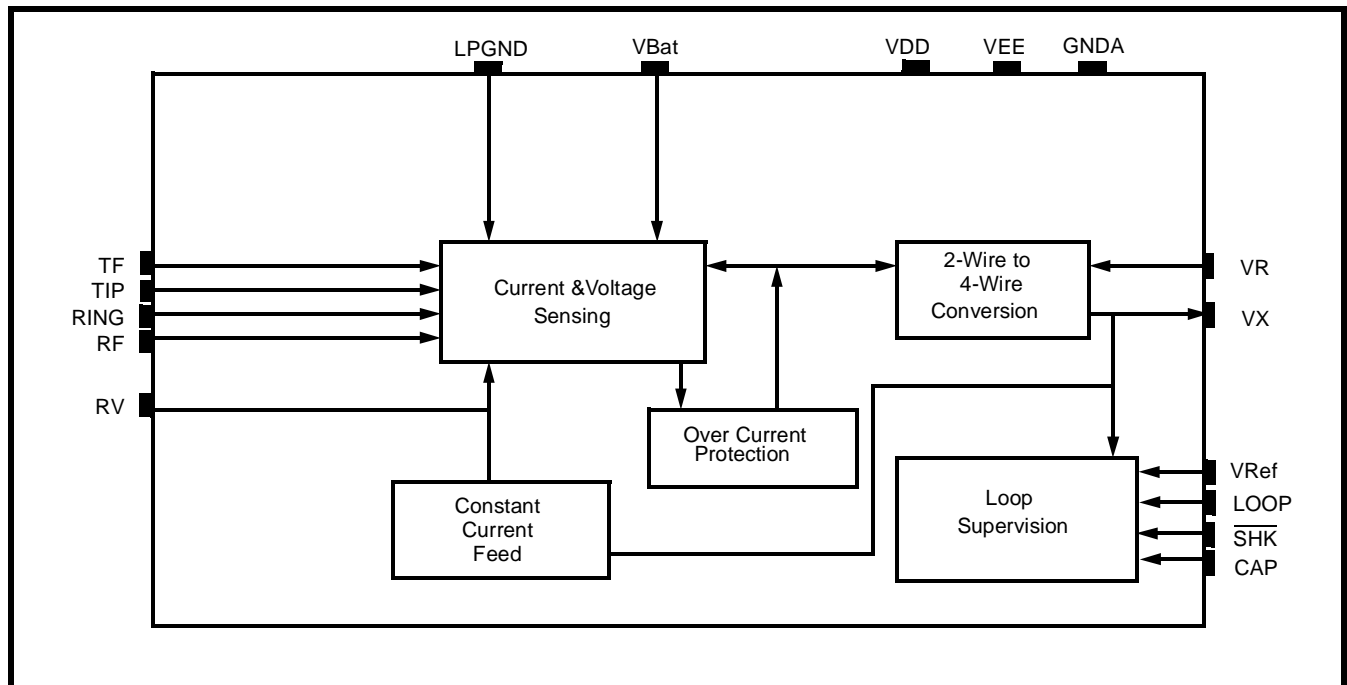 LPGND
VBat
VDD
VEE
GNDA
TF
TIP
RING
RF
RV
Current &Voltage
Sensing
2-Wire to
4-Wire
Conversion
VR
VX
Over Current
Protection
Constant
Current
Feed
Loop
Supervision
VRef
LOOP
S̅H̅K̅
CAP